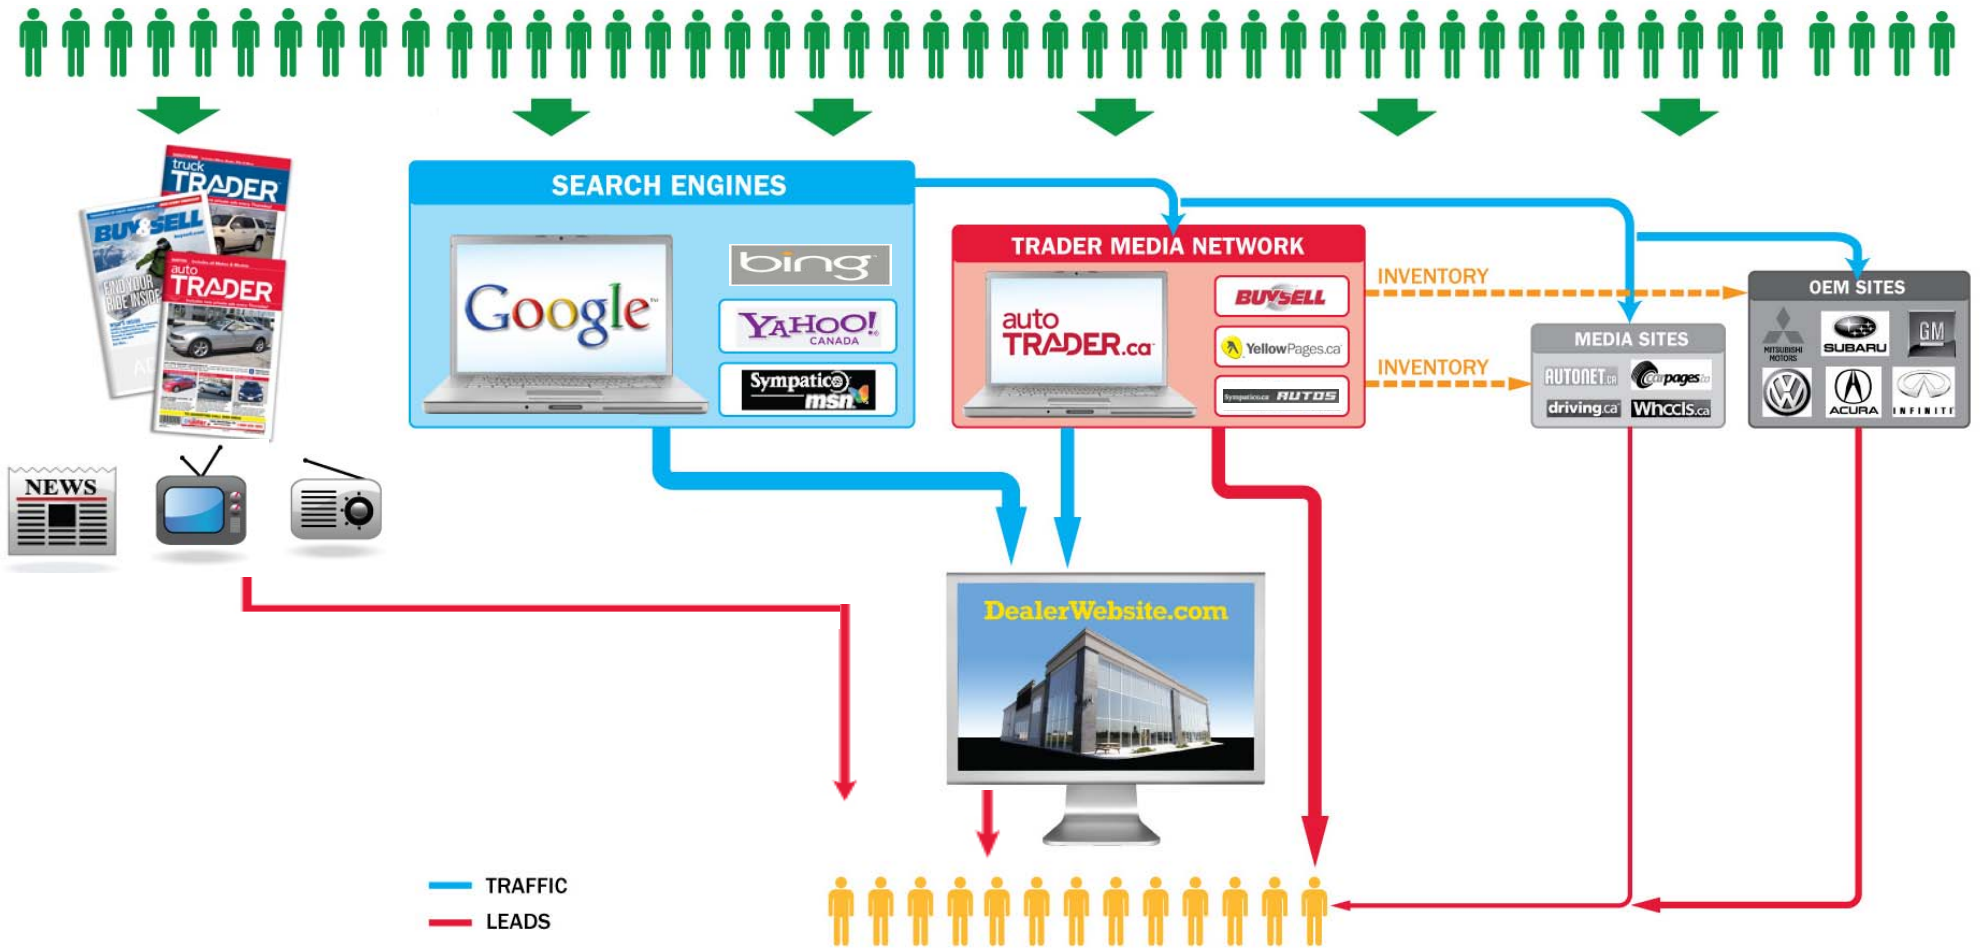 truck
TRADER
BUY&SELL
FIND YOUR
RIDE INSIDE
auto
TRADER
NEWS
SEARCH ENGINES
Google
bing
YAHOO!
CANADA
Sympatico
msn
TRADER MEDIA NETWORK
auto
TRADER.ca
BUYSELL
YellowPages.ca
Sympatico.ca AUTOS
INVENTORY
INVENTORY
MEDIA SITES
AUTONET.ca
carpages.ca
driving.ca
Wheels.ca
OEM SITES
MITSUBISHI
MOTORS
SUBARU
GM
ACURA
INFINITI
DealerWebsite.com
TRAFFIC
LEADS